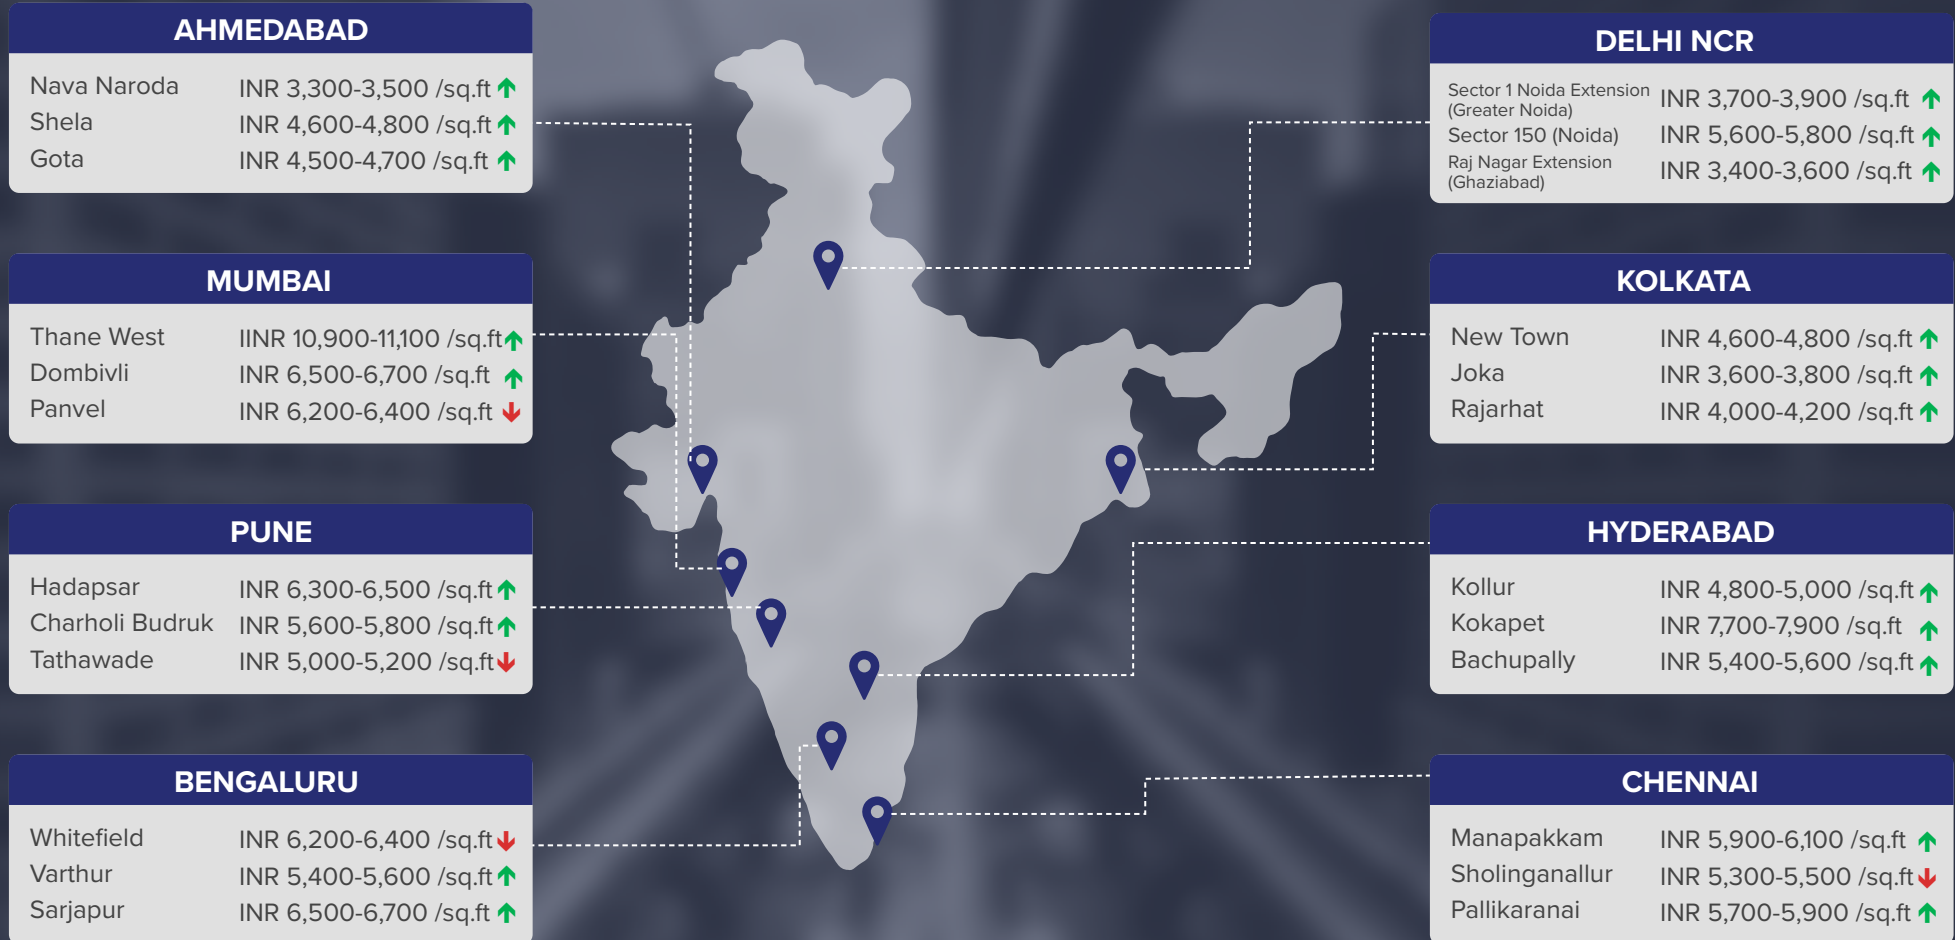 AHMEDABAD
Nava Naroda INR 3,300-3,500 /sq.ft
Shela INR 4,600-4,800 /sq.ft
Gota INR 4,500-4,700 /sq.ft
MUMBAI
Thane West IINR 10,900-11,100 /sq.ft
Dombivli INR 6,500-6,700 /sq.ft
Panvel INR 6,200-6,400 /sq.ft
PUNE
Hadapsar INR 6,300-6,500 /sq.ft
Charholi Budruk INR 5,600-5,800 /sq.ft
Tathawade INR 5,000-5,200 /sq.ft
BENGALURU
Whitefield INR 6,200-6,400 /sq.ft
Varthur INR 5,400-5,600 /sq.ft
Sarjapur INR 6,500-6,700 /sq.ft
DELHI NCR
Sector 1 Noida Extension
(Greater Noida) INR 3,700-3,900 /sq.ft
Sector 150 (Noida) INR 5,600-5,800 /sq.ft
Raj Nagar Extension
(Ghaziabad) INR 3,400-3,600 /sq.ft
KOLKATA
New Town INR 4,600-4,800 /sq.ft
Joka INR 3,600-3,800 /sq.ft
Rajarhat INR 4,000-4,200 /sq.ft
HYDERABAD
Kollur INR 4,800-5,000 /sq.ft
Kokapet INR 7,700-7,900 /sq.ft
Bachupally INR 5,400-5,600 /sq.ft
CHENNAI
Manapakkam INR 5,900-6,100 /sq.ft
Sholinganallur INR 5,300-5,500 /sq.ft
Pallikaranai INR 5,700-5,900 /sq.ft